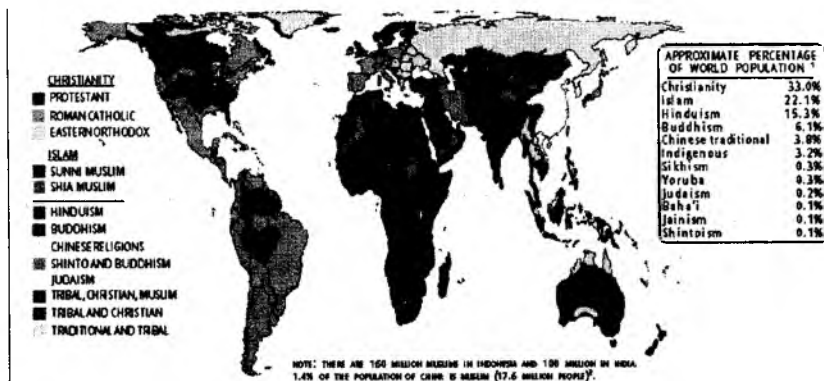 CHRISTIANITY
PROTESTANT
ROMAN CATHOLIC
EASTERN ORTHODOX
ISLAM
SUNNI MUSLIM
SHIA MUSLIM
HINDUISM
BUDDHISM
CHINESE RELIGIONS
SHINTO AND BUDDHISM
JUDAISM
TRIBAL, CHRISTIAN, MUSLIM
TRIBAL AND CHRISTIAN
TRADITIONAL AND TRIBAL
APPROXIMATE PERCENTAGE
OF WORLD POPULATION ¹
Christianity 33.0%
Islam 22.1%
Hinduism 15.3%
Buddhism 6.1%
Chinese traditional 3.8%
Indigenous 3.2%
Sikhism 0.3%
Yoruba 0.3%
Judaism 0.2%
Baha'i 0.1%
Jainism 0.1%
Shintoism 0.1%
NOTE: THERE ARE 160 MILLION MUSLIMS IN INDONESIA AND 100 MILLION IN INDIA.
1.4% OF THE POPULATION OF CHINA IS MUSLIM (17.6 MILLION PEOPLE)².